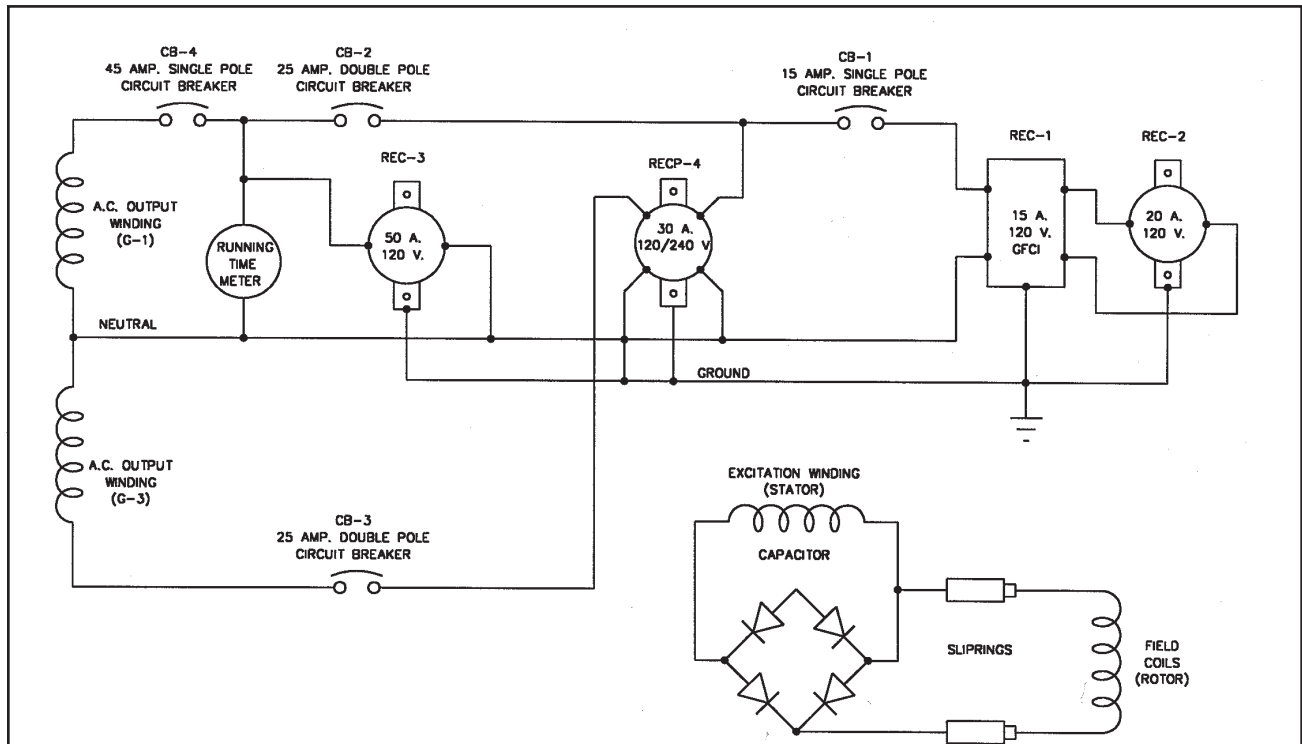 CB-4
45 AMP. SINGLE POLE
CIRCUIT BREAKER
CB-2
25 AMP. DOUBLE POLE
CIRCUIT BREAKER
CB-1
15 AMP. SINGLE POLE
CIRCUIT BREAKER
REC-3
RECP-4
REC-1
REC-2
A.C. OUTPUT
WINDING
(G-1)
RUNNING
TIME
METER
50 A.
120 V.
30 A.
120/240 V
15 A.
120 V.
GFCI
20 A.
120 V.
NEUTRAL
GROUND
A.C. OUTPUT
WINDING
(G-3)
CB-3
25 AMP. DOUBLE POLE
CIRCUIT BREAKER
EXCITATION WINDING
(STATOR)
CAPACITOR
SLIPRINGS
FIELD
COILS
(ROTOR)